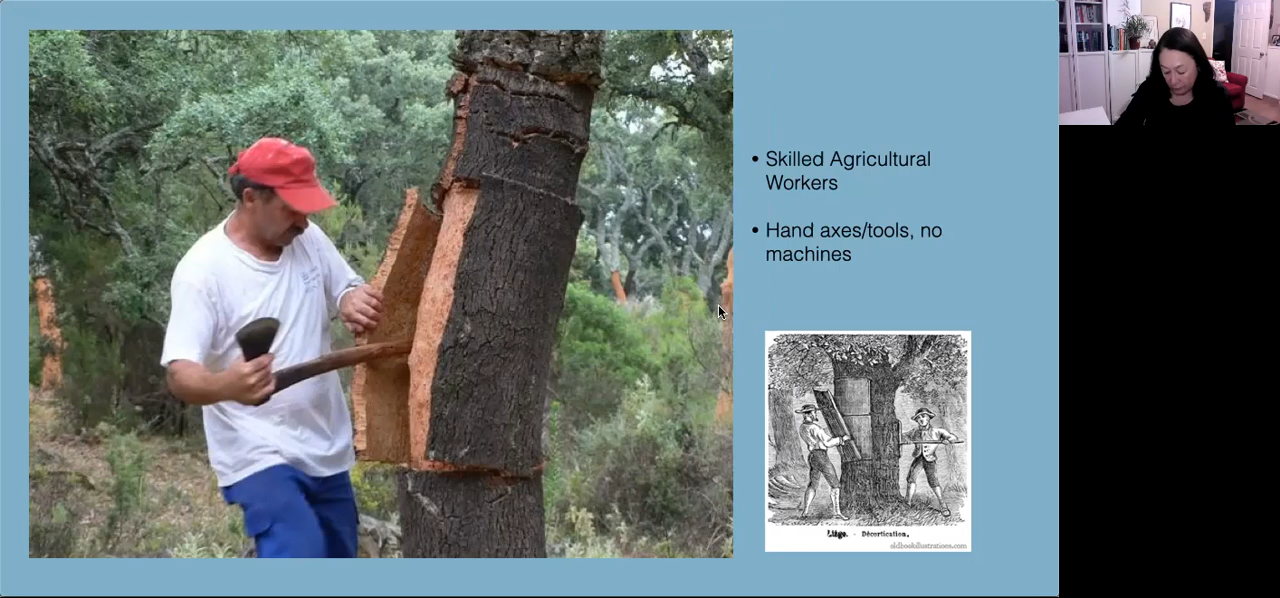 • Skilled Agricultural
Workers
• Hand axes/tools, no
machines
Liège. - Décortication.
oldbookillustrations.com